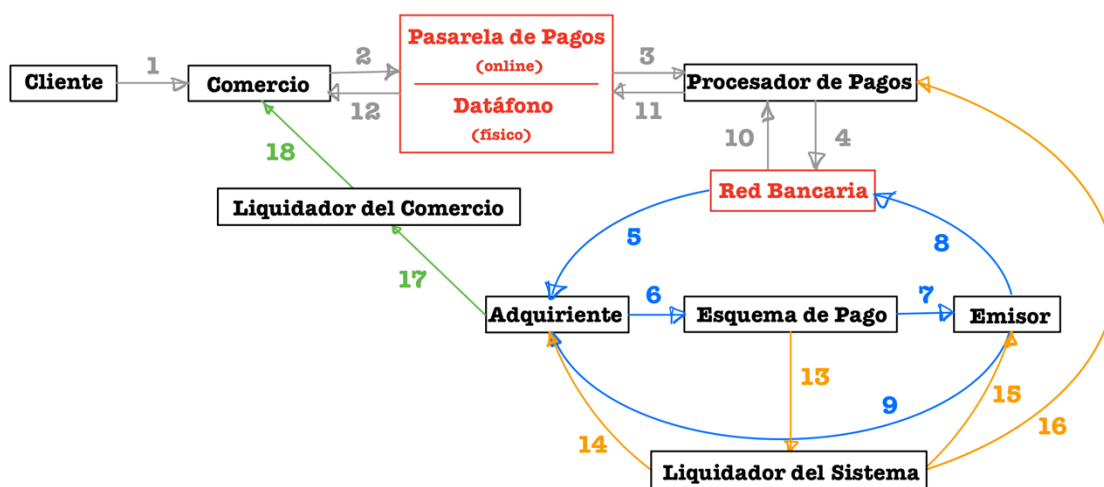 Cliente
1
Comercio
2
12
Pasarela de Pagos
(online)
Datáfono
(físico)
3
11
Procesador de Pagos
10
4
Red Bancaria
18
Liquidador del Comercio
17
5
8
Adquiriente
6
Esquema de Pago
7
Emisor
13
9
15
14
16
Liquidador del Sistema